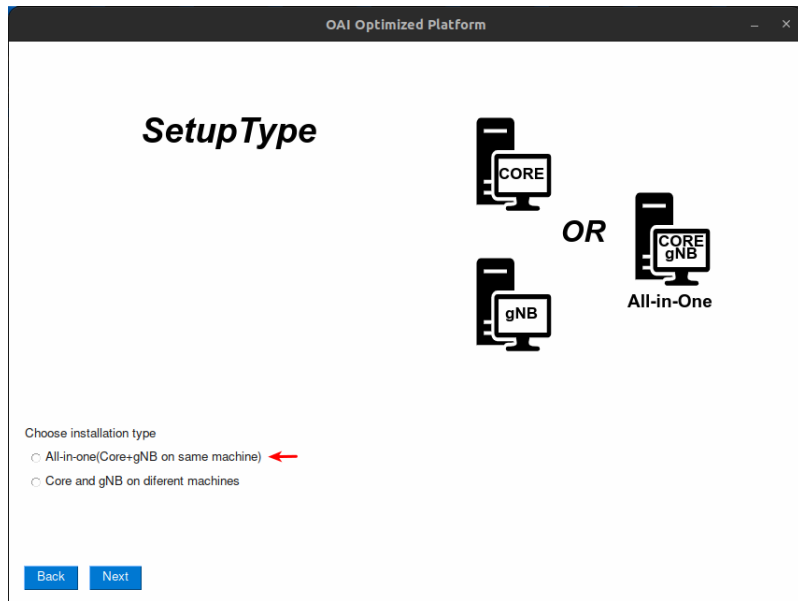 OAI Optimized Platform
SetupType
CORE
OR
CORE
gNB
All-in-One
gNB
Choose installation type
All-in-one(Core+gNB on same machine)
Core and gNB on diferent machines
Back
Next